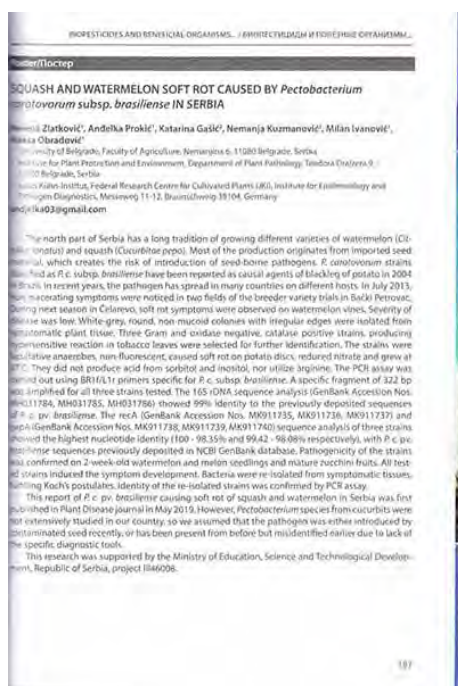 BIOPESTICIDES AND BENEFICIAL ORGANISMS... / БИОПЕСТИЦИДЫ И ПОЛЕЗНЫЕ ОРГАНИЗМЫ...
Poster/Постер
SQUASH AND WATERMELON SOFT ROT CAUSED BY Pectobacterium
carotovorum subsp. brasiliense IN SERBIA
Zlatković¹, Anđelka Prokić¹, Katarina Gašić², Nemanja Kuzmanović³, Milan Ivanović¹,
Obradović¹
University of Belgrade, Faculty of Agriculture, Nemanjina 6, 11080 Belgrade, Serbia
Institute for Plant Protection and Environment, Department of Plant Pathology, Teodora Drajzera 9,
Belgrade, Serbia
Kühn-Institut, Federal Research Centre for Cultivated Plants (JKI), Institute for Epidemiology and
Pathogen Diagnostics, Messeweg 11-12, Braunschweig 38104, Germany
andjelka03@gmail.com
The north part of Serbia has a long tradition of growing different varieties of watermelon (Cit-
lanatus) and squash (Cucurbitae pepo). Most of the production originates from imported seed
material, which creates the risk of introduction of seed-borne pathogens. P. carotovorum strains
identified as P. c. subsp. brasiliense have been reported as causal agents of blackleg of potato in 2004
in Brazil. In recent years, the pathogen has spread in many countries on different hosts. In July 2013,
macerating symptoms were noticed in two fields of the breeder variety trials in Bački Petrovac.
During next season in Čelarevo, soft rot symptoms were observed on watermelon vines. Severity of
disease was low. White-grey, round, non-mucoid colonies with irregular edges were isolated from
symptomatic plant tissue. Three Gram and oxidase negative, catalase positive strains, producing
hypersensitive reaction in tobacco leaves were selected for further identification. The strains were
facultative anaerobes, non-fluorescent, caused soft rot on potato discs, reduced nitrate and grew at
They did not produce acid from sorbitol and inositol, nor utilize arginine. The PCR assay was
carried out using BR1f/L1r primers specific for P. c. subsp. brasiliense. A specific fragment of 322 bp
was amplified for all three strains tested. The 16S rDNA sequence analysis (GenBank Accession Nos.
MH031784, MH031785, MH031786) showed 99% identity to the previously deposited sequences
of P. c. pv. brasiliense. The recA (GenBank Accession Nos. MK911735, MK911736, MK911737) and
(GenBank Accession Nos. MK911738, MK911739, MK911740) sequence analysis of three strains
showed the highest nucleotide identity (100 - 98.35% and 99.42 - 98.08% respectively), with P. c. pv.
brasiliense sequences previously deposited in NCBI GenBank database. Pathogenicity of the strains
was confirmed on 2-week-old watermelon and melon seedlings and mature zucchini fruits. All test-
ed strains induced the symptom development. Bacteria were re-isolated from symptomatic tissues,
fulfilling Koch's postulates. Identity of the re-isolated strains was confirmed by PCR assay.
This report of P. c. pv. brasiliense causing soft rot of squash and watermelon in Serbia was first
published in Plant Disease journal in May 2019. However, Pectobacterium species from cucurbits were
not extensively studied in our country, so we assumed that the pathogen was either introduced by
contaminated seed recently, or has been present from before but misidentified earlier due to lack of
the specific diagnostic tools.
This research was supported by the Ministry of Education, Science and Technological Develop-
ment, Republic of Serbia, project III46008.
187